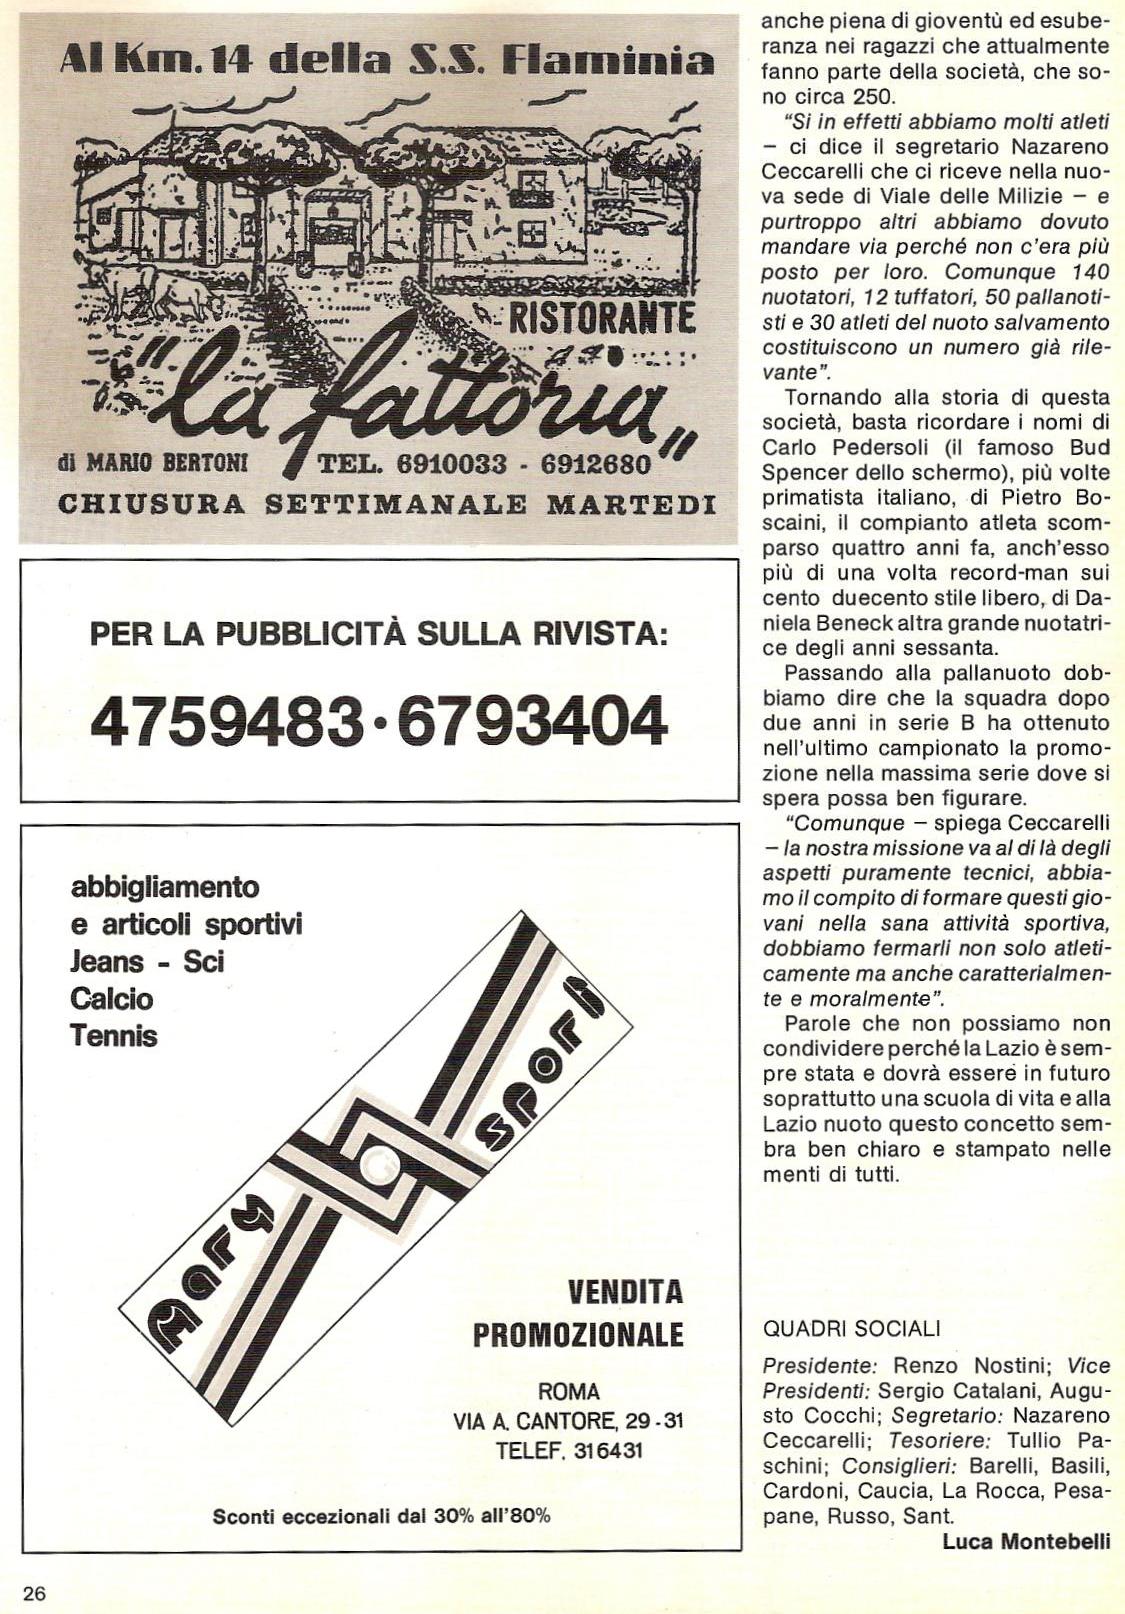 Al Km. 14 della S.S. Flaminia
RISTORANTE
"la fattoria"
di MARIO BERTONI TEL. 6910033 - 6912680
CHIUSURA SETTIMANALE MARTEDI
PER LA PUBBLICITÀ SULLA RIVISTA:
4759483 • 6793404
abbigliamento
e articoli sportivi
Jeans - Sci
Calcio
Tennis
Mary
Sport
G
VENDITA
PROMOZIONALE
ROMA
VIA A. CANTORE, 29 - 31
TELEF. 316431
Sconti eccezionali dal 30% all'80%
26
anche piena di gioventù ed esube-
ranza nei ragazzi che attualmente
fanno parte della società, che so-
no circa 250.
"Si in effetti abbiamo molti atleti
– ci dice il segretario Nazareno
Ceccarelli che ci riceve nella nuo-
va sede di Viale delle Milizie – e
purtroppo altri abbiamo dovuto
mandare via perché non c'era più
posto per loro. Comunque 140
nuotatori, 12 tuffatori, 50 pallanoti-
sti e 30 atleti del nuoto salvamento
costituiscono un numero già rile-
vante".
Tornando alla storia di questa
società, basta ricordare i nomi di
Carlo Pedersoli (il famoso Bud
Spencer dello schermo), più volte
primatista italiano, di Pietro Bo-
scaini, il compianto atleta scom-
parso quattro anni fa, anch'esso
più di una volta record-man sui
cento duecento stile libero, di Da-
niela Beneck altra grande nuotatri-
ce degli anni sessanta.
Passando alla pallanuoto dob-
biamo dire che la squadra dopo
due anni in serie B ha ottenuto
nell'ultimo campionato la promo-
zione nella massima serie dove si
spera possa ben figurare.
"Comunque – spiega Ceccarelli
– la nostra missione va al di là degli
aspetti puramente tecnici, abbia-
mo il compito di formare questi gio-
vani nella sana attività sportiva,
dobbiamo fermarli non solo atleti-
camente ma anche caratterialmen-
te e moralmente".
Parole che non possiamo non
condividere perché la Lazio è sem-
pre stata e dovrà essere in futuro
soprattutto una scuola di vita e alla
Lazio nuoto questo concetto sem-
bra ben chiaro e stampato nelle
menti di tutti.
QUADRI SOCIALI
Presidente: Renzo Nostini; Vice
Presidenti: Sergio Catalani, Augu-
sto Cocchi; Segretario: Nazareno
Ceccarelli; Tesoriere: Tullio Pa-
schini; Consiglieri: Barelli, Basili,
Cardoni, Caucia, La Rocca, Pesa-
pane, Russo, Sant.
Luca Montebelli